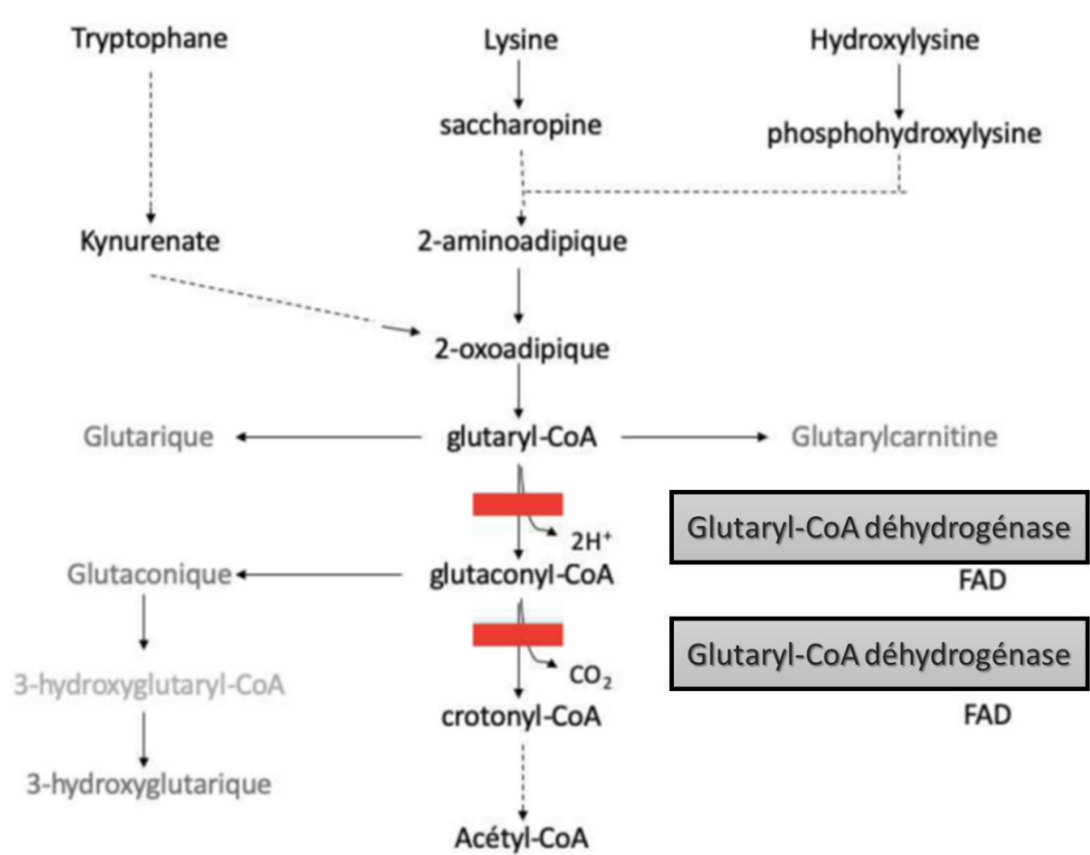 Tryptophane
Lysine
Hydroxylysine
saccharopine
phosphohydroxylysine
Kynurenate
2-aminoadipique
2-oxoadipique
Glutarique
glutaryl-CoA
Glutarylcarnitine
Glutaryl-CoA déhydrogénase
2H⁺
Glutaconique
glutaconyl-CoA
FAD
Glutaryl-CoA déhydrogénase
CO₂
3-hydroxyglutaryl-CoA
crotonyl-CoA
FAD
3-hydroxyglutarique
Acétyl-CoA